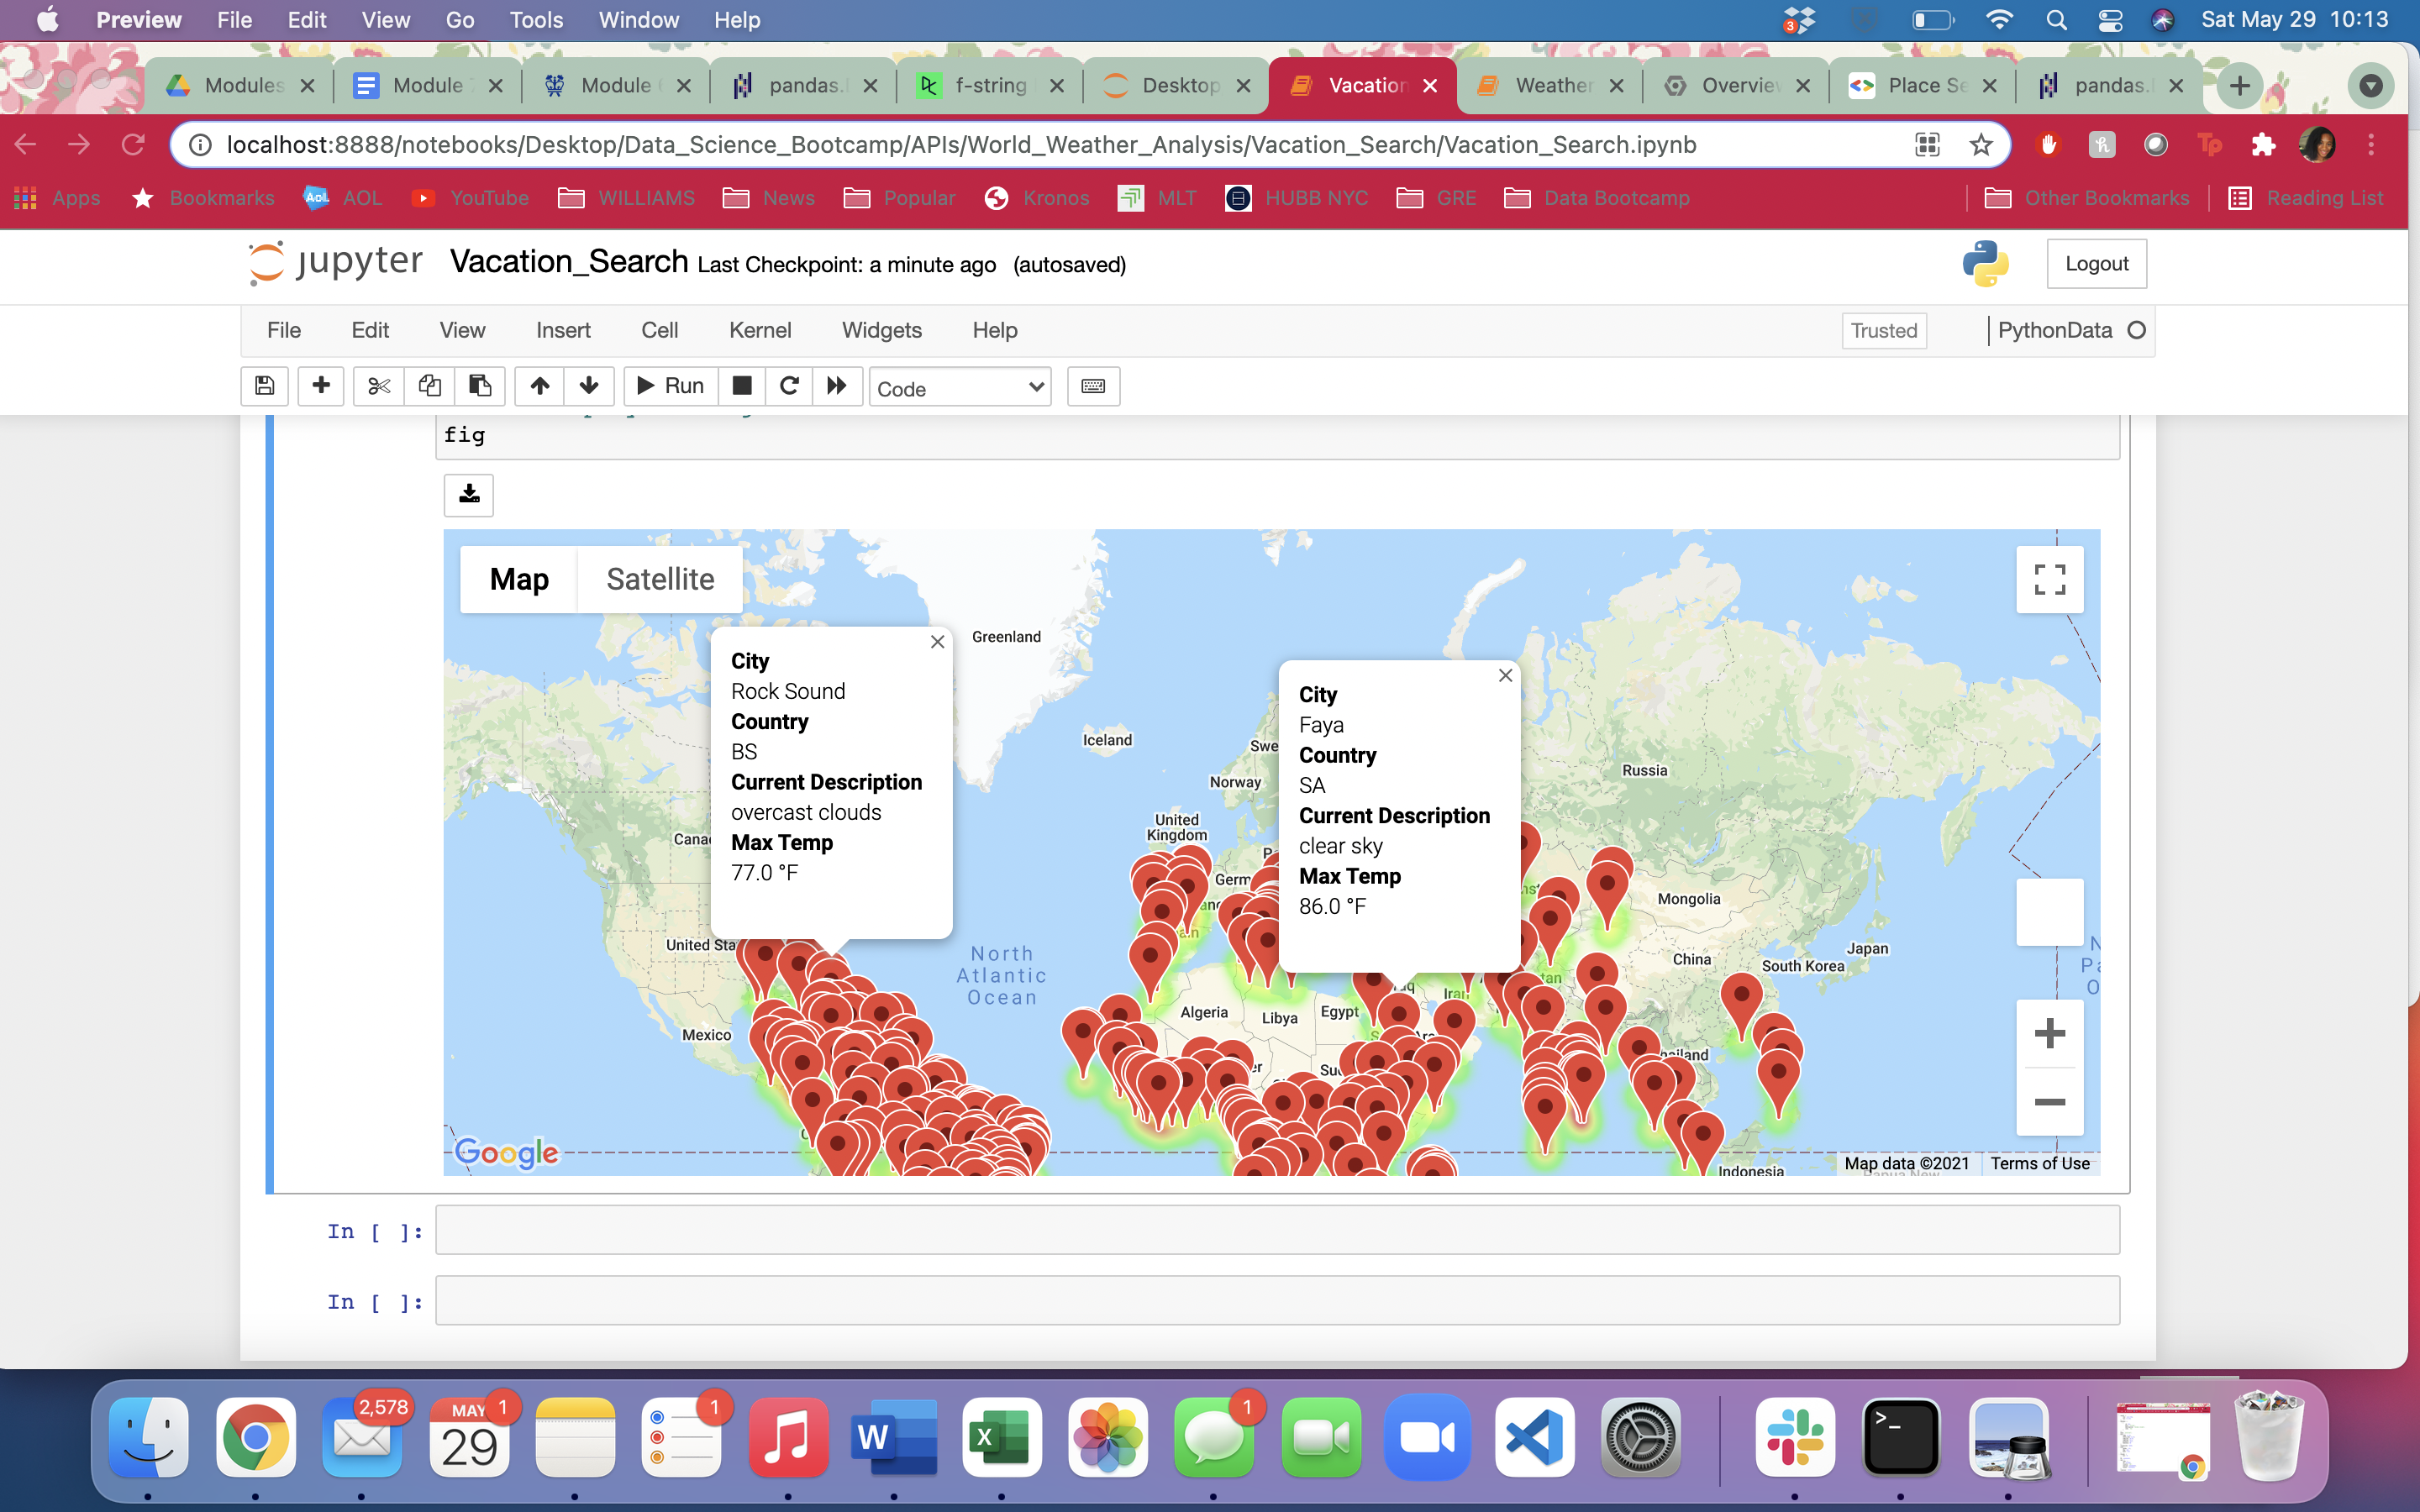 Preview File Edit View Go Tools Window Help
3
Sat May 29 10:13
Modules
Module
Module
pandas.
f-string
Desktop
Vacation
Weather
Overview
Place Se
pandas.
localhost:8888/notebooks/Desktop/Data_Science_Bootcamp/APIs/World_Weather_Analysis/Vacation_Search/Vacation_Search.ipynb
Tp
Apps Bookmarks AOL YouTube WILLIAMS News Popular Kronos MLT HUBB NYC GRE Data Bootcamp Other Bookmarks Reading List
jupyter Vacation_Search Last Checkpoint: a minute ago (autosaved)
Logout
File Edit View Insert Cell Kernel Widgets Help
Trusted PythonData
Run Code
fig
Map Satellite
City
Rock Sound
Country
BS
Current Description
overcast clouds
Max Temp
77.0 °F
City
Faya
Country
SA
Current Description
clear sky
Max Temp
86.0 °F
Greenland
Iceland
Swe
Norway
Russia
United
Kingdom
Cana
Germ
Mongolia
United Sta
North
Atlantic
Ocean
Japan
China
South Korea
Iran
Algeria
Libya
Egypt
Mexico
Su
ailand
Google
Indonesia
Map data ©2021 Terms of Use
In [ ]:
In [ ]:
2,578
MAY
29
1
1
W
X
1
>_